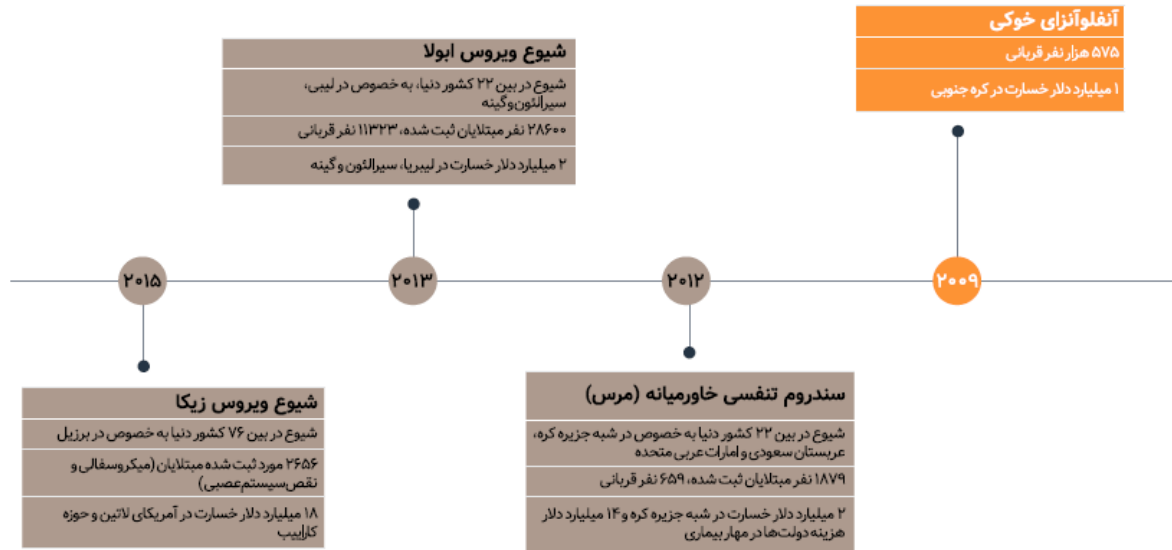 آنفلوآنزای خوکی
۵۷۵ هزار نفر قربانی
۱ میلیارد دلار خسارت در کره جنوبی
۲۰۰۹
سندروم تنفسی خاورمیانه (مرس)
شیوع در بین ۲۲ کشور دنیا به خصوص در شبه جزیره کره،
عربستان سعودی و امارات عربی متحده
۱۸۷۹ نفر مبتلایان ثبت شده، ۶۵۹ نفر قربانی
۲ میلیارد دلار خسارت در شبه جزیره کره و ۱۴ میلیارد دلار
هزینه دولت‌ها در مهار بیماری
۲۰۱۲
شیوع ویروس ابولا
شیوع در بین ۲۲ کشور دنیا، به خصوص در لیبی،
سیرالئون و گینه
۲۸۶۰۰ نفر مبتلایان ثبت شده، ۱۱۳۲۳ نفر قربانی
۲ میلیارد دلار خسارت در لیبریا، سیرالئون و گینه
۲۰۱۳
شیوع ویروس زیکا
شیوع در بین ۷۶ کشور دنیا به خصوص در برزیل
۲۶۵۶ مورد ثبت شده مبتلایان (میکروسفالی و
نقص سیستم عصبی)
۱۸ میلیارد دلار خسارت در آمریکای لاتین و حوزه
کارایيب
۲۰۱۵